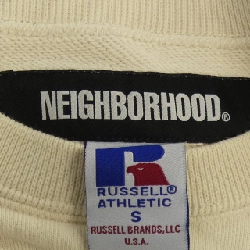 NEIGHBORHOOD®
RUSSELL®
ATHLETIC
S
RUSSELL BRANDS, LLC
U.S.A.